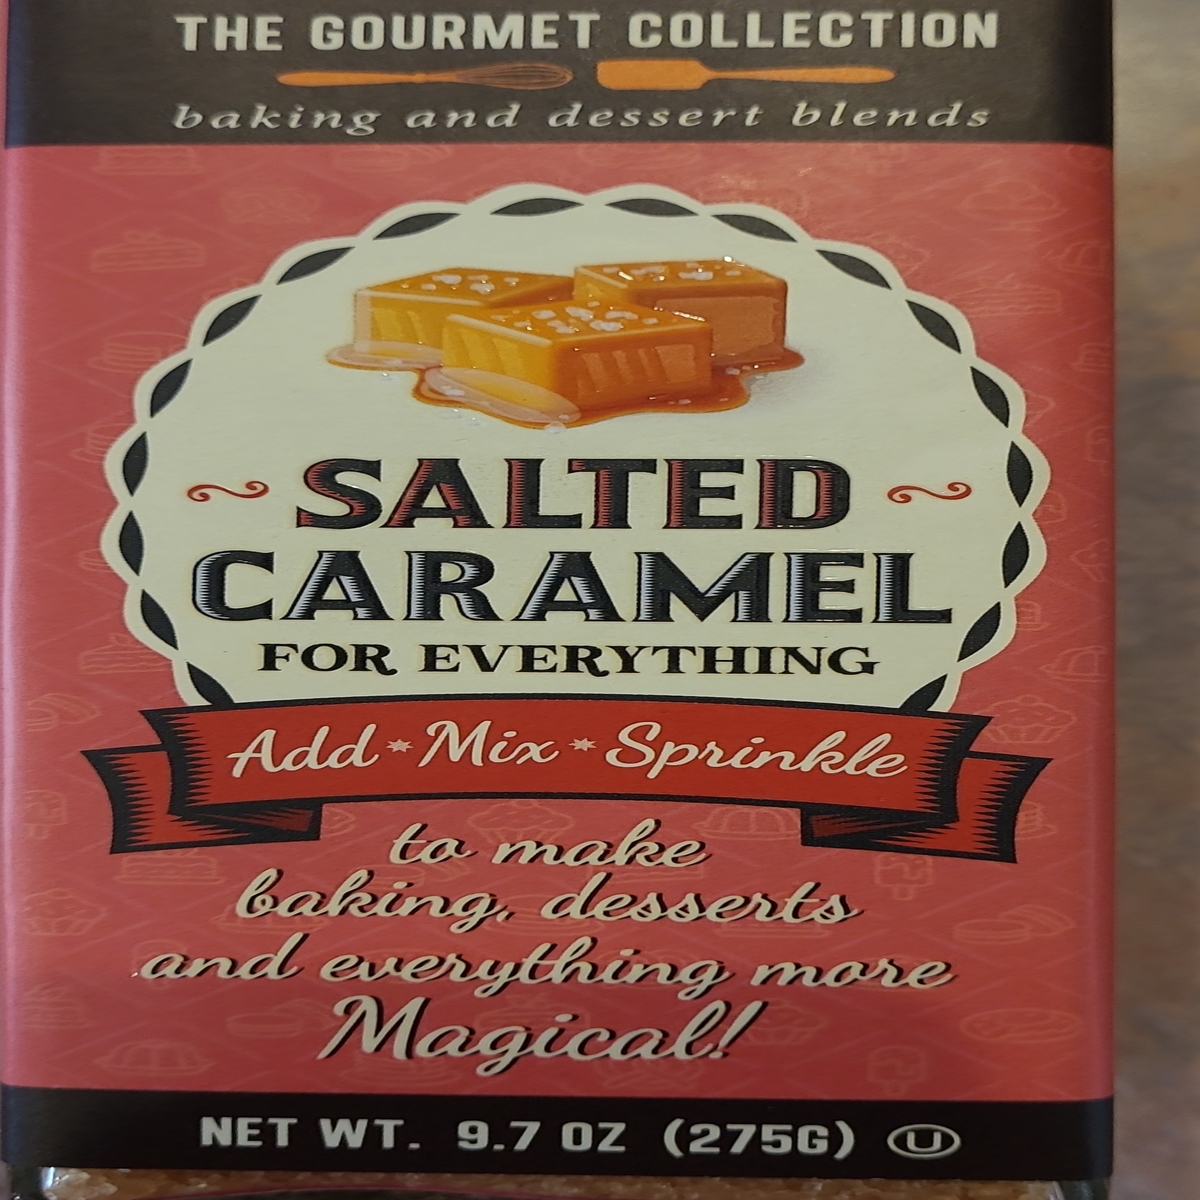 THE GOURMET COLLECTION
baking and dessert blends
SALTED
CARAMEL
FOR EVERYTHING
Add * Mix * Sprinkle
to make
baking, desserts
and everything more
Magical!
NET WT. 9.7 OZ (275G) U